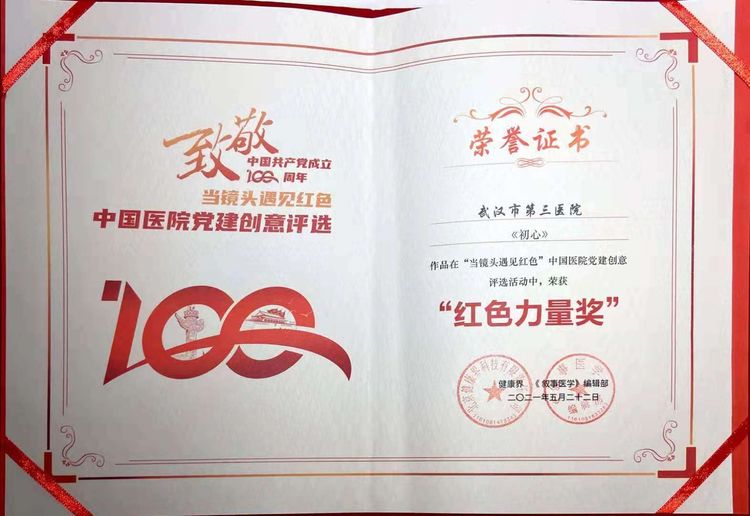 致敬
中国共产党成立
100周年
当镜头遇见红色
中国医院党建创意评选
100
荣誉证书
武汉市第三医院
《初心》
作品在“当镜头遇见红色”中国医院党建创意
评选活动中，荣获
“红色力量奖”
健康界 《叙事医学》编辑部
二〇二一年五月二十二日